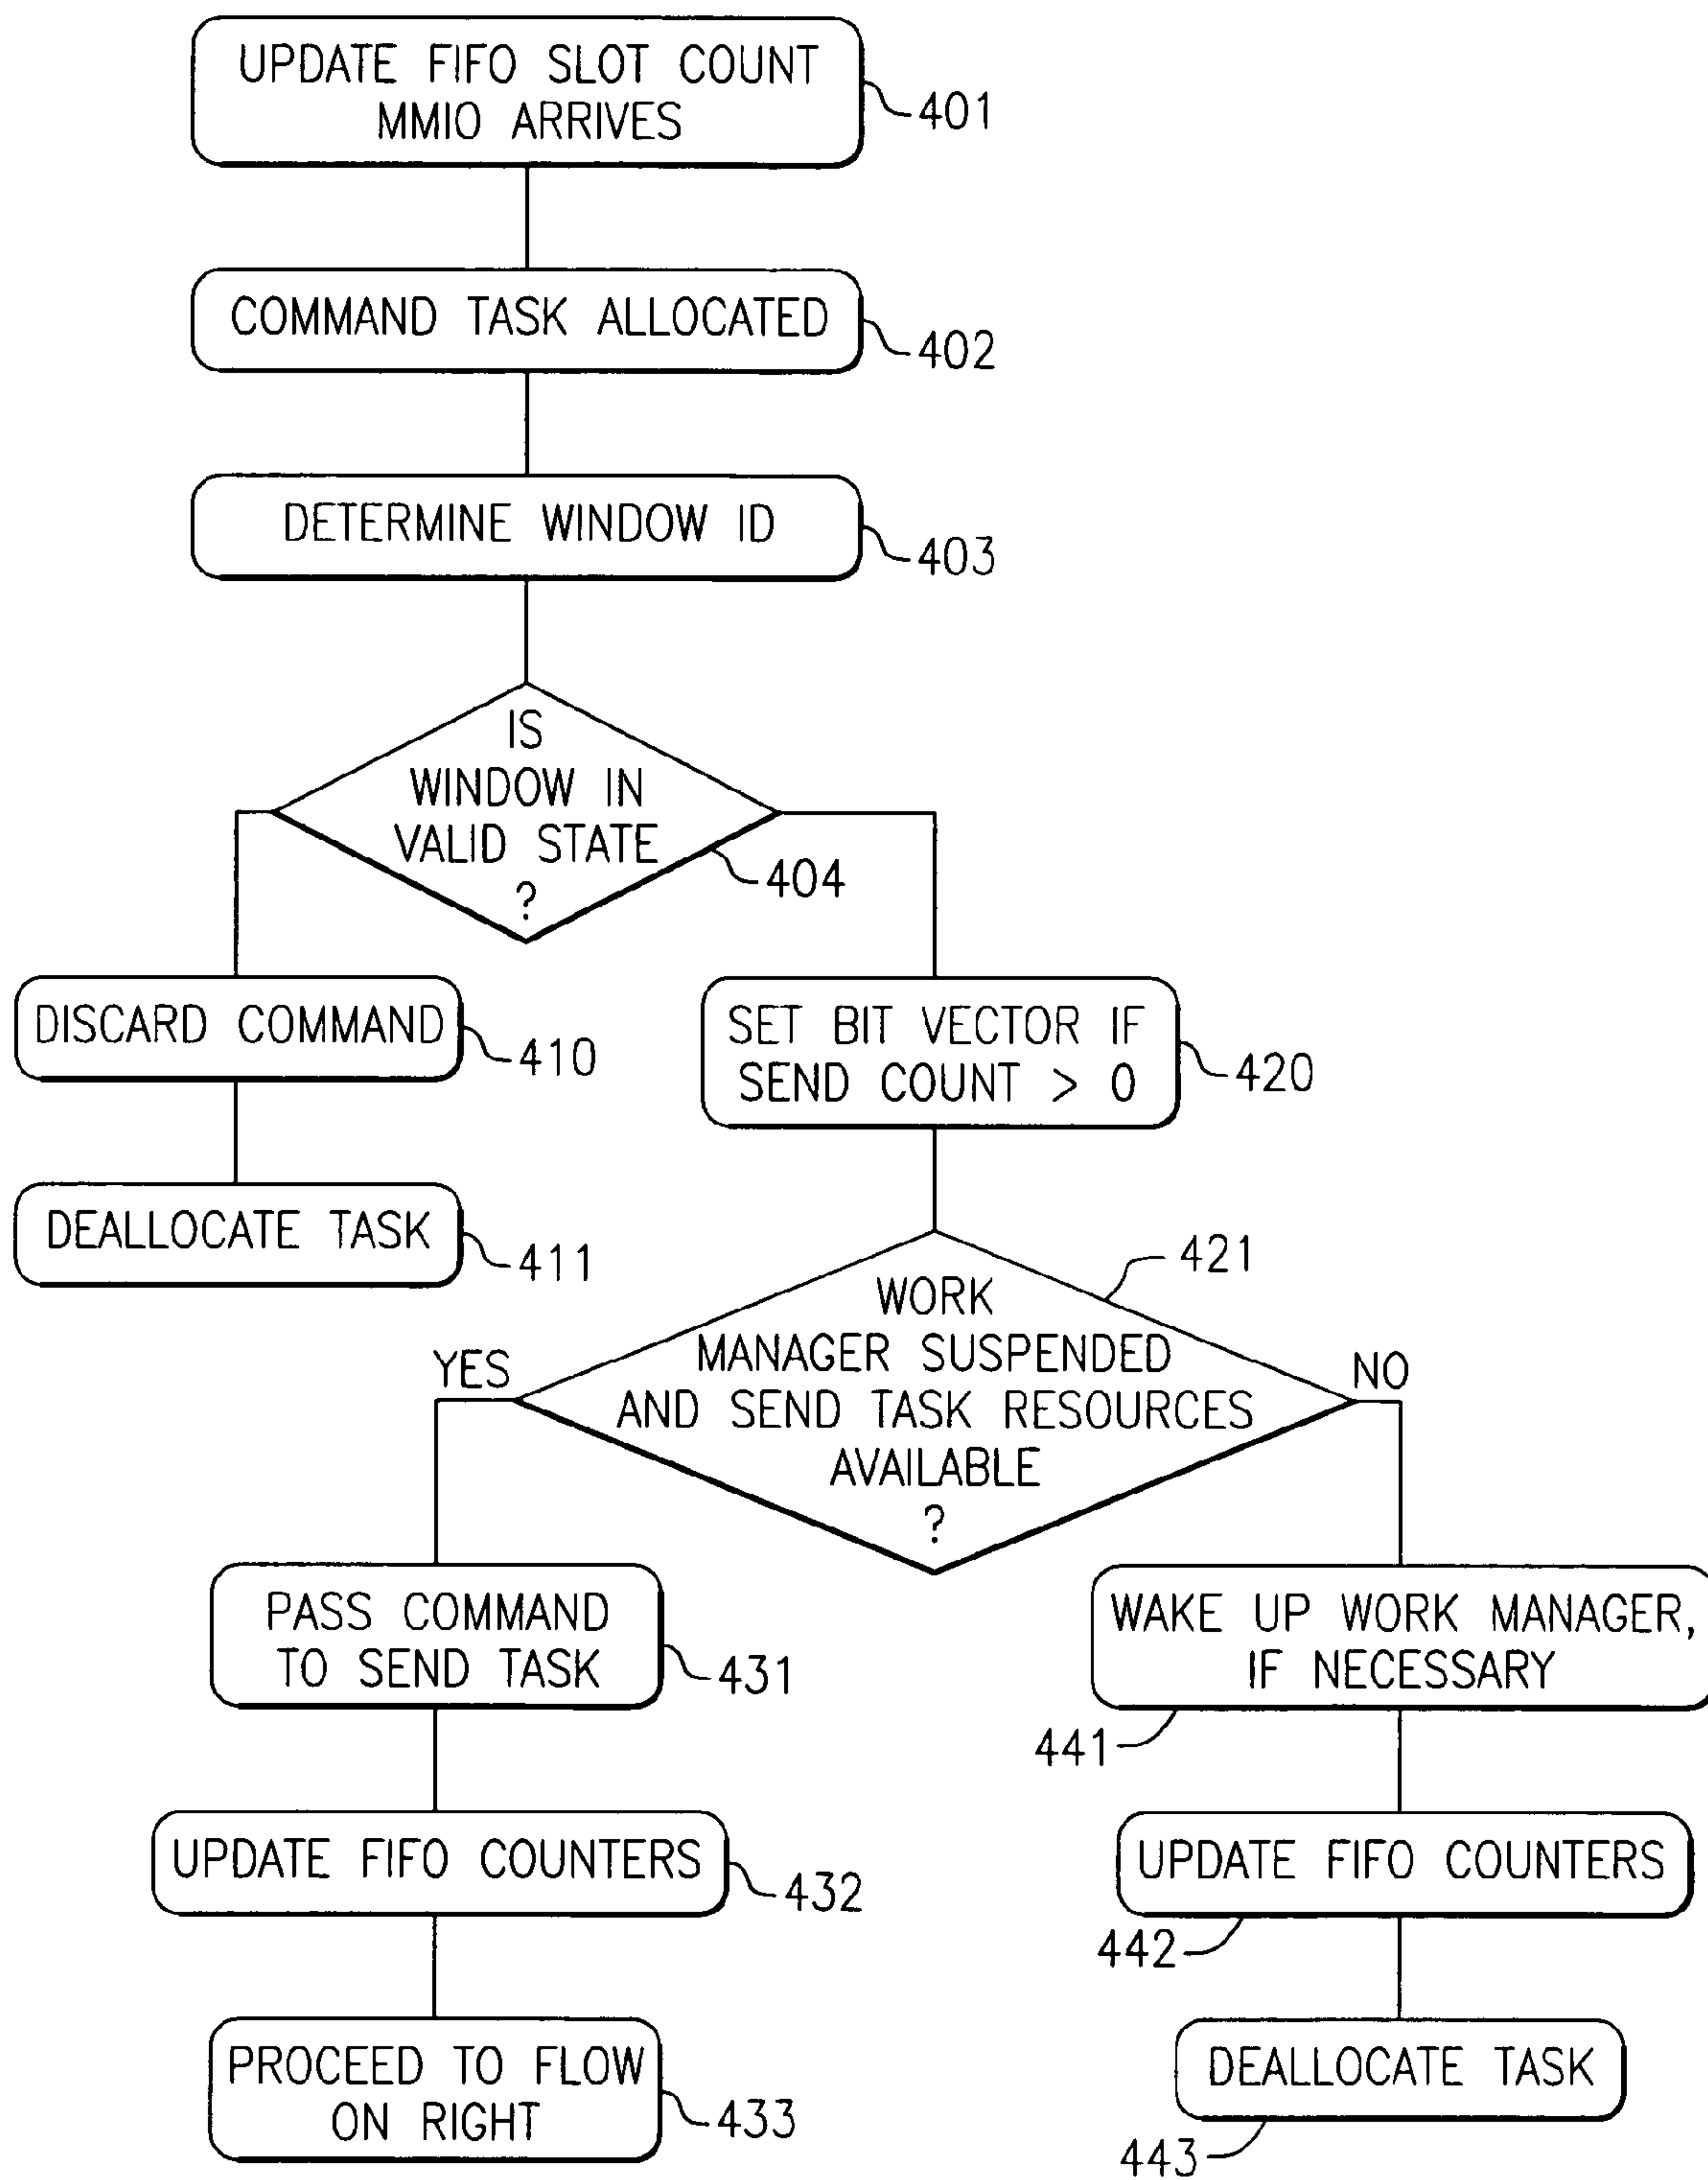 UPDATE FIFO SLOT COUNT
MMIO ARRIVES
401
COMMAND TASK ALLOCATED
402
DETERMINE WINDOW ID
403
IS
WINDOW IN
VALID STATE
?
404
DISCARD COMMAND
410
DEALLOCATE TASK
411
SET BIT VECTOR IF
SEND COUNT > 0
420
421
WORK
MANAGER SUSPENDED
AND SEND TASK RESOURCES
AVAILABLE
?
YES
NO
PASS COMMAND
TO SEND TASK
431
UPDATE FIFO COUNTERS
432
PROCEED TO FLOW
ON RIGHT
433
WAKE UP WORK MANAGER,
IF NECESSARY
441
UPDATE FIFO COUNTERS
442
DEALLOCATE TASK
443